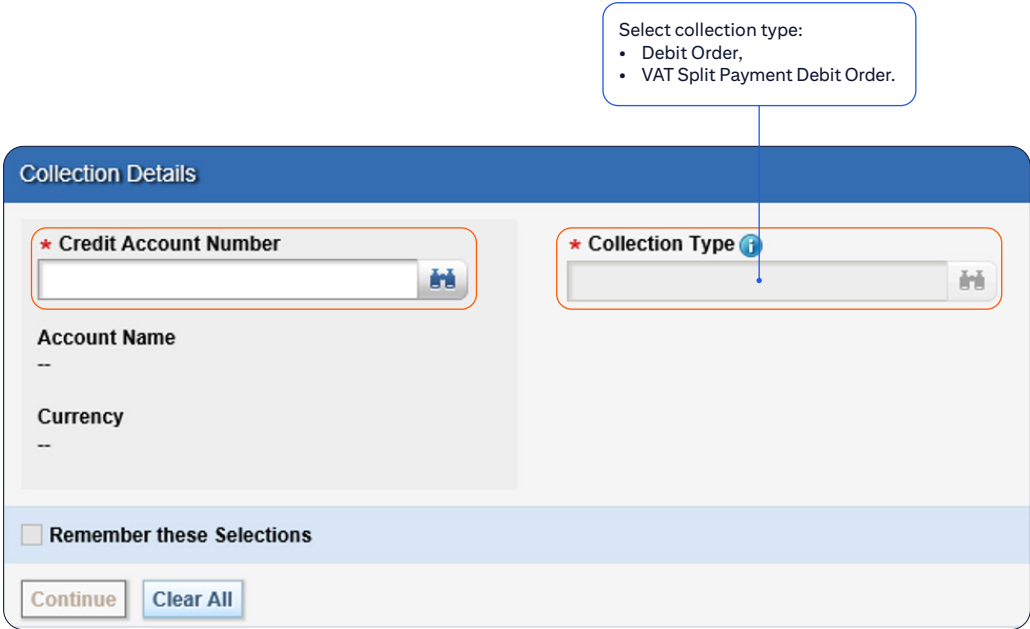 Select collection type:
• Debit Order,
• VAT Split Payment Debit Order.
Collection Details
* Credit Account Number
* Collection Type
Account Name
--
Currency
--
Remember these Selections
Continue
Clear All